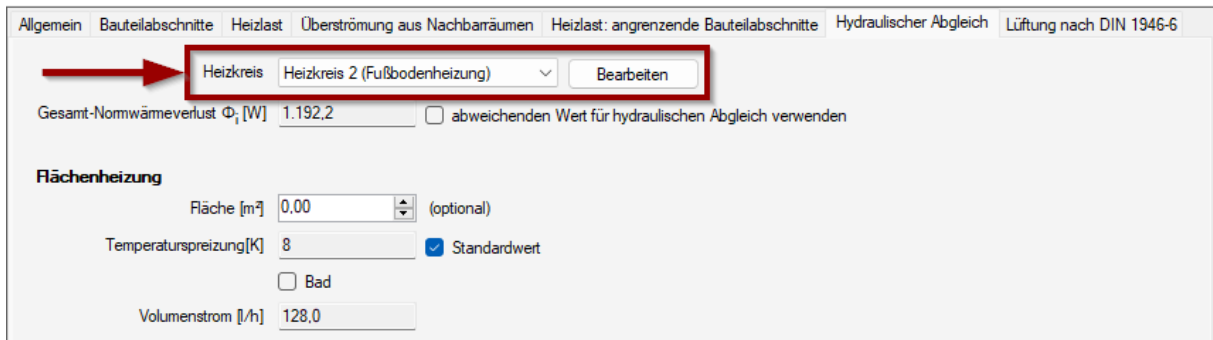 Allgemein Bauteilabschnitte Heizlast Überströmung aus Nachbarräumen Heizlast: angrenzende Bauteilabschnitte Hydraulischer Abgleich Lüftung nach DIN 1946-6
Heizkreis Heizkreis 2 (Fußbodenheizung) Bearbeiten
Gesamt-Normwärmeverlust Φi [W] 1.192,2 abweichenden Wert für hydraulischen Abgleich verwenden
Flächenheizung
Fläche [m²] 0,00 (optional)
Temperaturspreizung[K] 8 Standardwert
Bad
Volumenstrom [l/h] 128,0